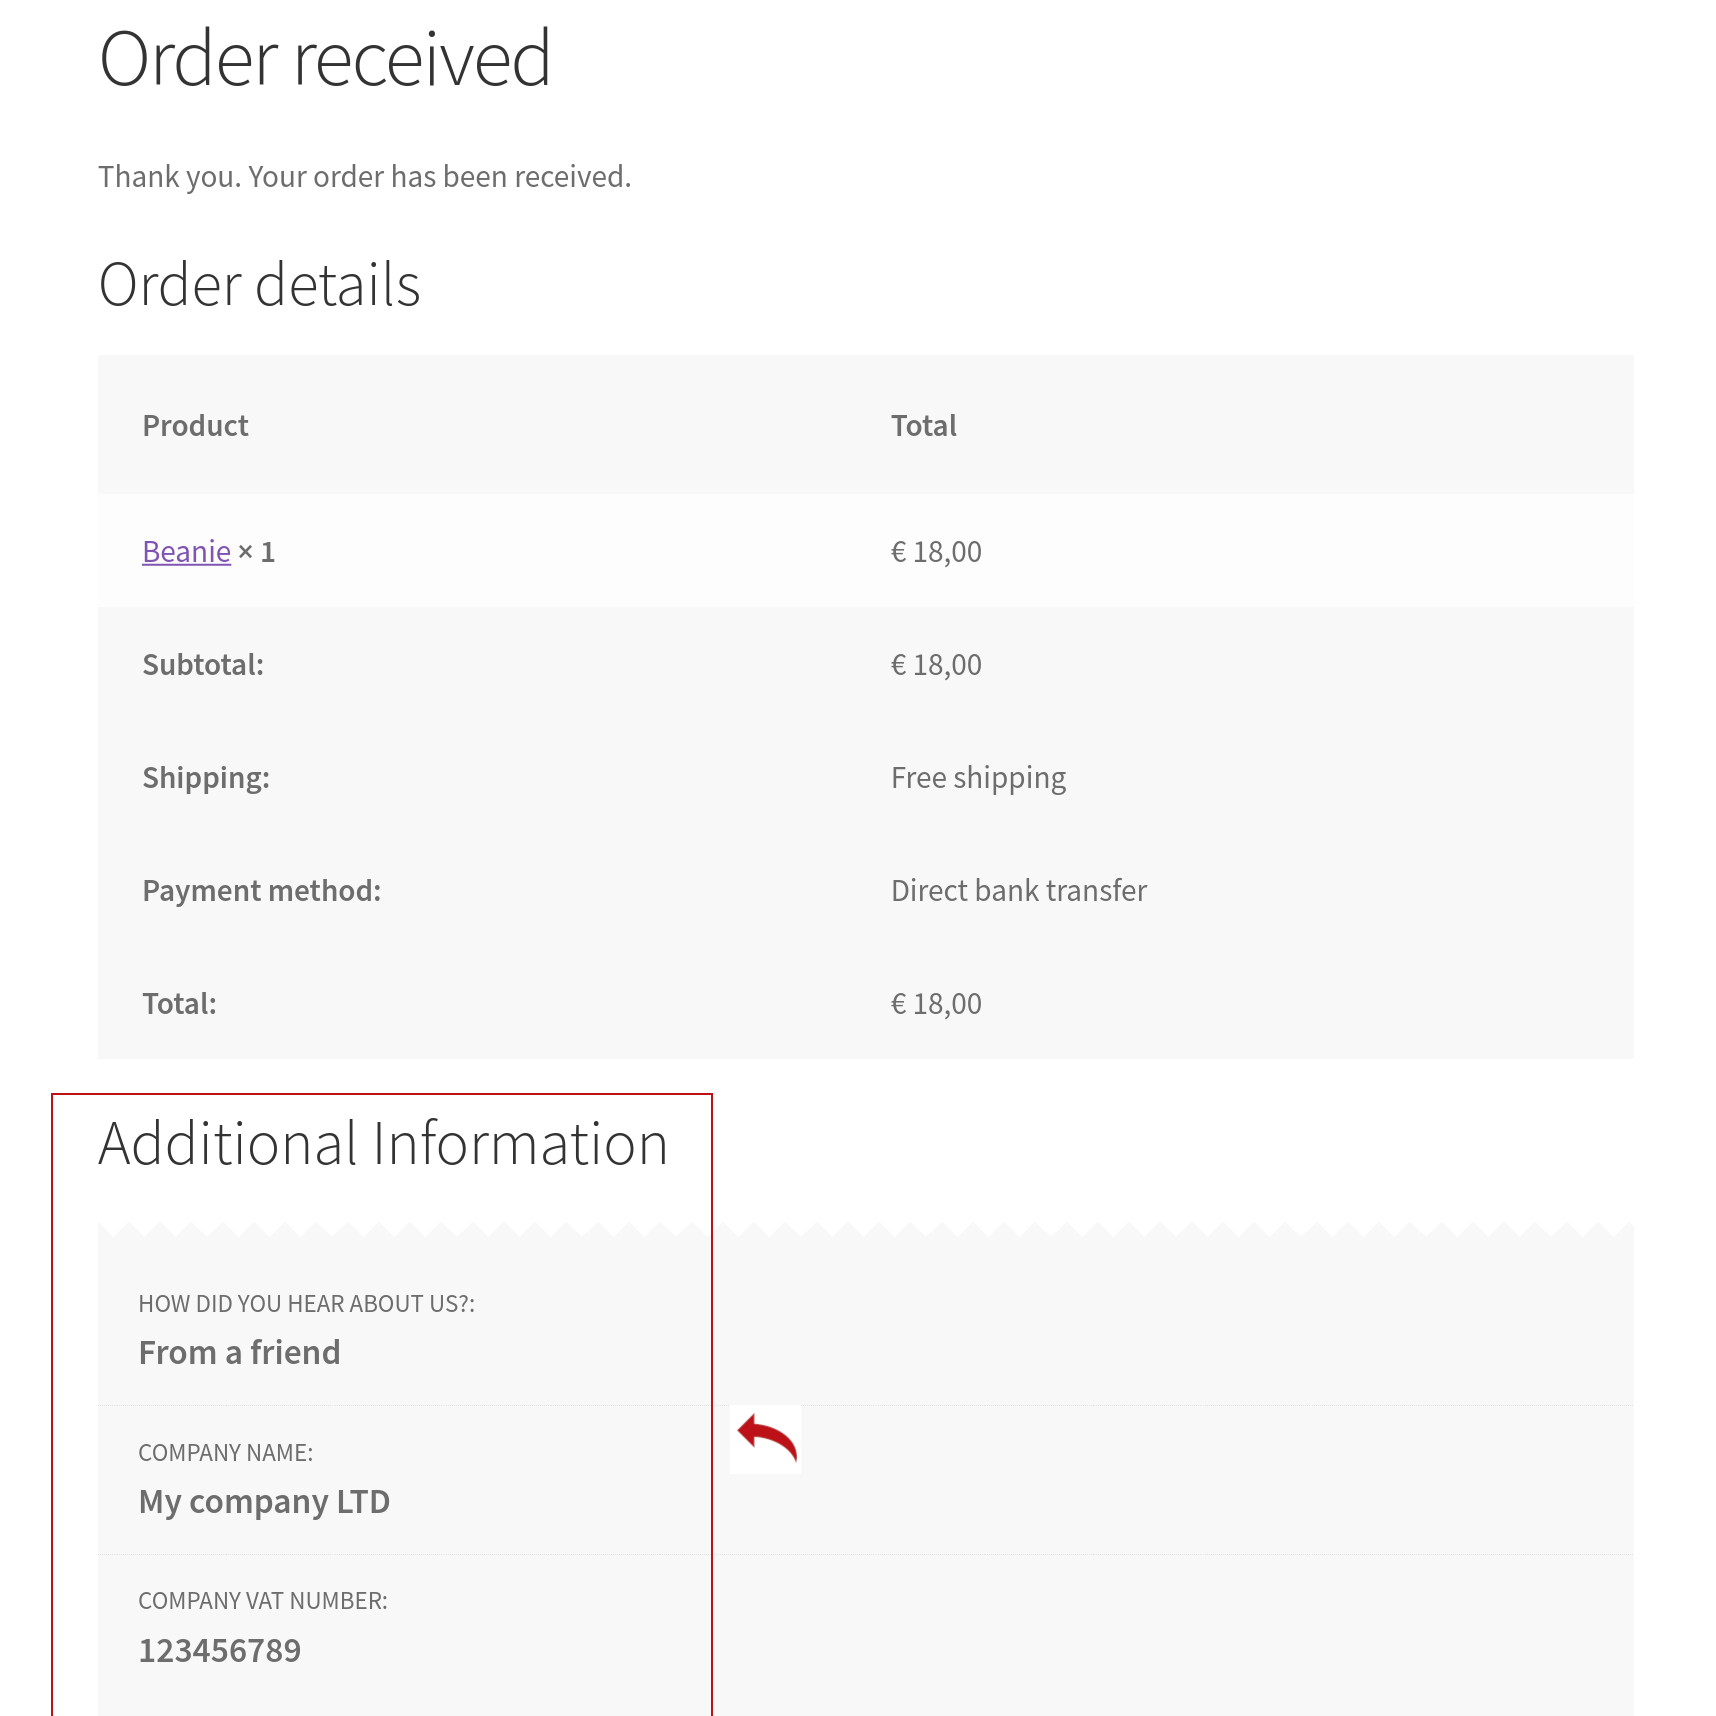 Order received
Thank you. Your order has been received.
Order details
Product Total
Beanie × 1 € 18,00
Subtotal: € 18,00
Shipping: Free shipping
Payment method: Direct bank transfer
Total: € 18,00
Additional Information
HOW DID YOU HEAR ABOUT US?:
From a friend
COMPANY NAME:
My company LTD
COMPANY VAT NUMBER:
123456789